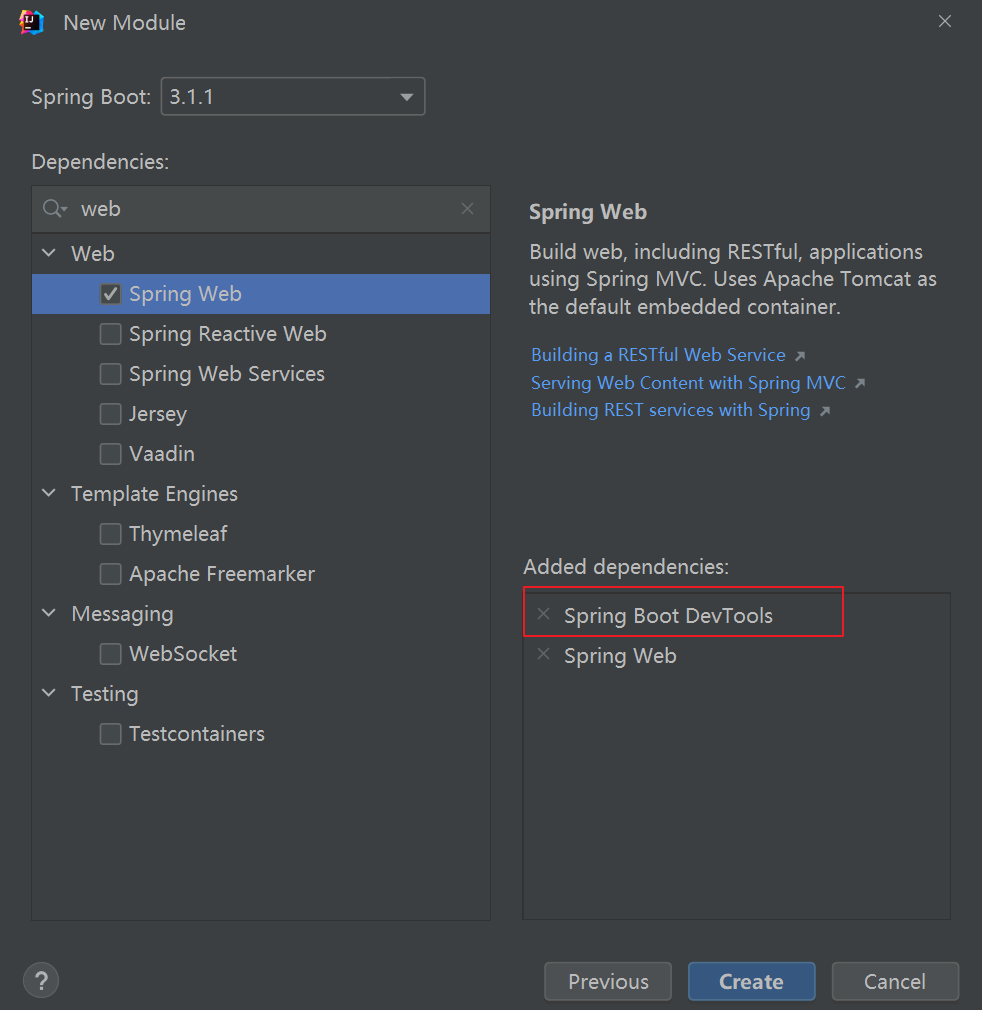 New Module
Spring Boot: 3.1.1
Dependencies:
web
Web
Spring Web
Spring Reactive Web
Spring Web Services
Jersey
Vaadin
Template Engines
Thymeleaf
Apache Freemarker
Messaging
WebSocket
Testing
Testcontainers
Spring Web
Build web, including RESTful, applications
using Spring MVC. Uses Apache Tomcat as
the default embedded container.
Building a RESTful Web Service
Serving Web Content with Spring MVC
Building REST services with Spring
Added dependencies:
Spring Boot DevTools
Spring Web
?
Previous
Create
Cancel